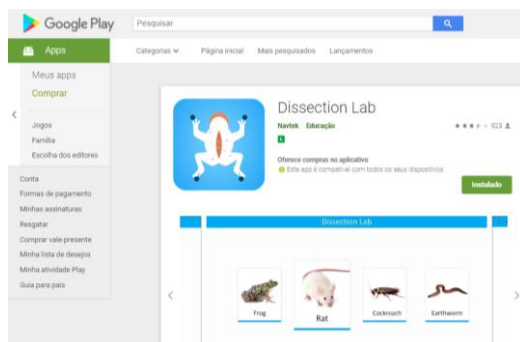 Google Play
Pesquisar
Apps
Categorias
Página inicial
Mais pesquisados
Lançamentos
Meus apps
Comprar
Jogos
Família
Escolha dos editores
Conta
Formas de pagamento
Minhas assinaturas
Resgatar
Comprar vale-presente
Minha lista de desejos
Minha atividade Play
Guia para pais
Dissection Lab
Navtek Educação
923
L
Oferece compras no aplicativo
Este app é compatível com todos os seus dispositivos.
Instalado
Dissection Lab
Frog
Rat
Cockroach
Earthworm